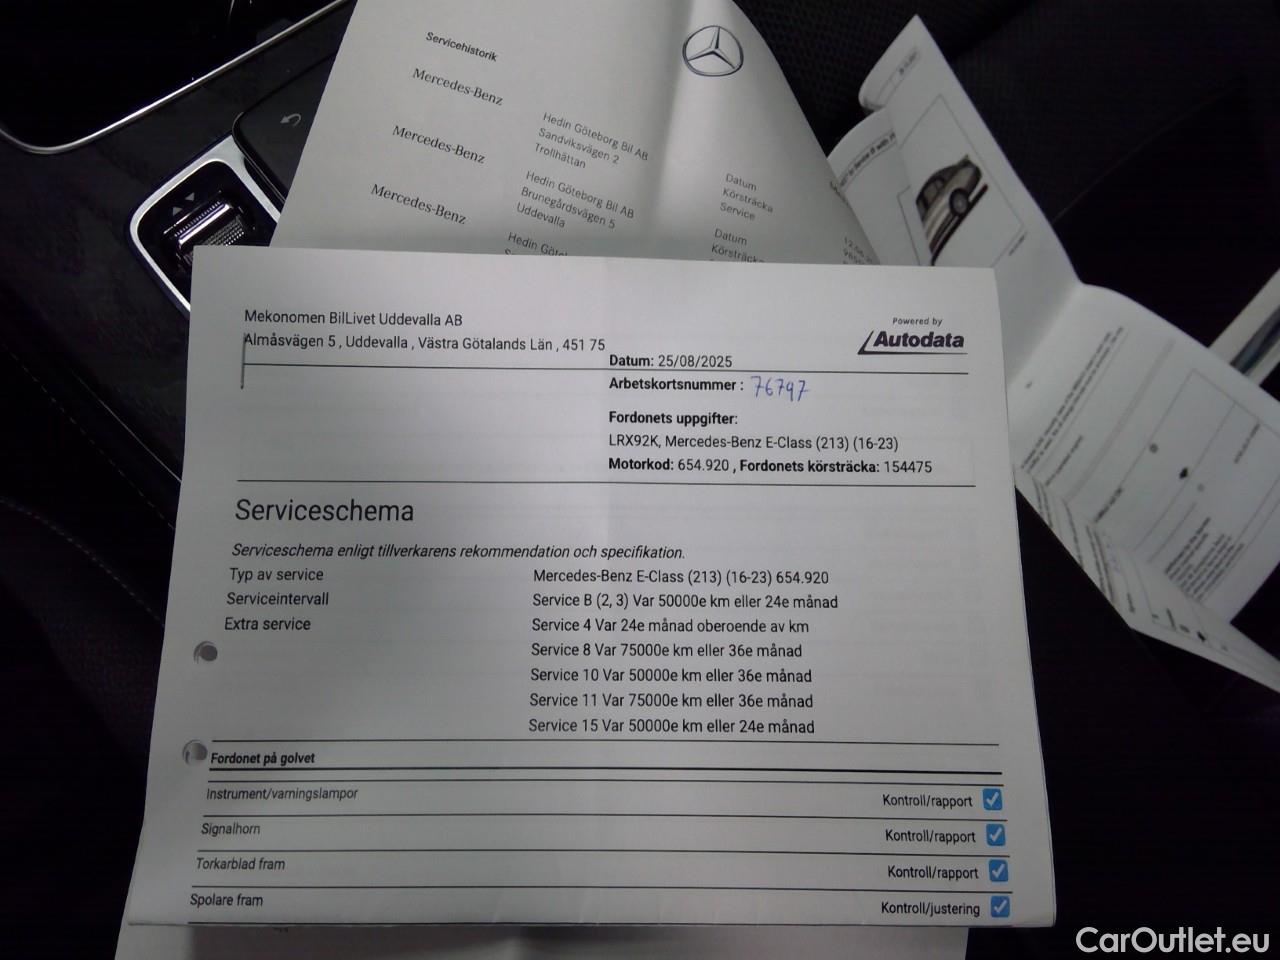 Servicehistorik
Mercedes-Benz
Mercedes-Benz
Hedin Göteborg Bil AB
Sandviksvägen 2
Trollhättan
Mercedes-Benz
Hedin Göteborg Bil AB
Brunegårdsvägen 5
Uddevalla
Datum
Körsträcka
Service
Datum
Körsträcka
Mekonomen BilLivet Uddevalla AB
Almåsvägen 5 , Uddevalla , Västra Götalands Län , 451 75
Powered by
Autodata
Datum: 25/08/2025
Arbetskortsnummer : 76797
Fordonets uppgifter:
LRX92K, Mercedes-Benz E-Class (213) (16-23)
Motorkod: 654.920 , Fordonets körsträcka: 154475
Serviceschema
Serviceschema enligt tillverkarens rekommendation och specifikation.
Typ av service Mercedes-Benz E-Class (213) (16-23) 654.920
Serviceintervall Service B (2, 3) Var 50000e km eller 24e månad
Extra service Service 4 Var 24e månad oberoende av km
Service 8 Var 75000e km eller 36e månad
Service 10 Var 50000e km eller 36e månad
Service 11 Var 75000e km eller 36e månad
Service 15 Var 50000e km eller 24e månad
Fordonet på golvet
Instrument/varningslampor Kontroll/rapport
Signalhorn Kontroll/rapport
Torkarblad fram Kontroll/rapport
Spolare fram Kontroll/justering
CarOutlet.eu